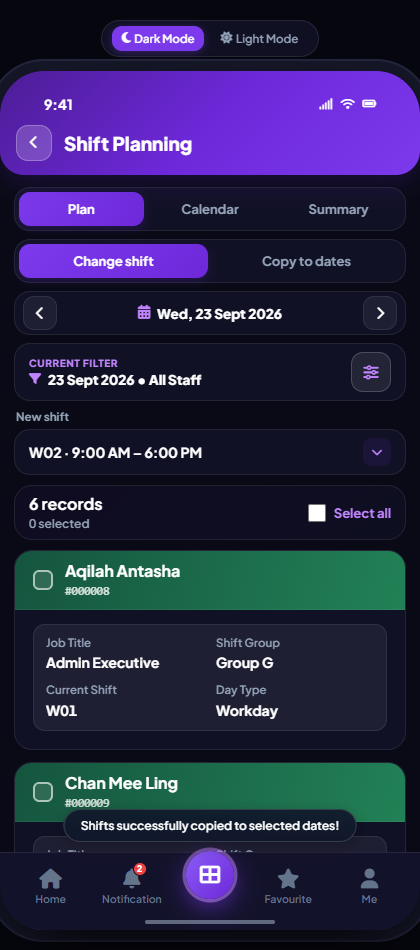 Dark Mode
Light Mode
9:41
Shift Planning
Plan
Calendar
Summary
Change shift
Copy to dates
Wed, 23 Sept 2026
CURRENT FILTER
23 Sept 2026 • All Staff
New shift
W02 · 9:00 AM – 6:00 PM
6 records
0 selected
Select all
Aqilah Antasha
#000008
Job Title
Shift Group
Admin Executive
Group G
Current Shift
Day Type
W01
Workday
Chan Mee Ling
#000009
Shifts successfully copied to selected dates!
2
Home
Notification
Favourite
Me